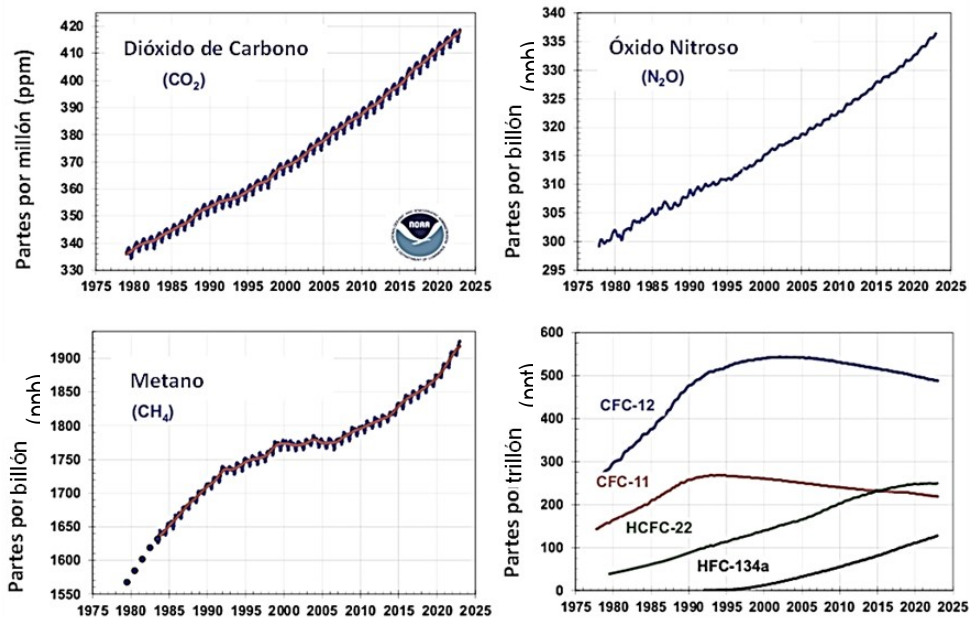 Dióxido de Carbono
(CO₂)
Partes por millón (ppm)
420
410
400
390
380
370
360
350
340
330
1975 1980 1985 1990 1995 2000 2005 2010 2015 2020 2025
NOAA
Óxido Nitroso
(N₂O)
Partes por billón (ppb)
340
335
330
325
320
315
310
305
300
295
1975 1980 1985 1990 1995 2000 2005 2010 2015 2020 2025
Metano
(CH₄)
Partes por billón (ppb)
1900
1850
1800
1750
1700
1650
1600
1550
1975 1980 1985 1990 1995 2000 2005 2010 2015 2020 2025
Partes por trillón (ppt)
600
500
400
300
200
100
0
CFC-12
CFC-11
HCFC-22
HFC-134a
1975 1980 1985 1990 1995 2000 2005 2010 2015 2020 2025